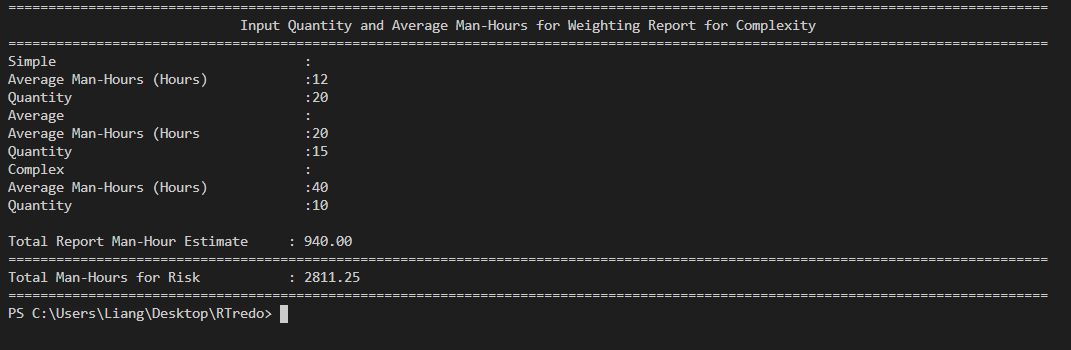 ==================================================================================================================================
Input Quantity and Average Man-Hours for Weighting Report for Complexity
==================================================================================================================================
Simple :
Average Man-Hours (Hours) :12
Quantity :20
Average :
Average Man-Hours (Hours :20
Quantity :15
Complex :
Average Man-Hours (Hours) :40
Quantity :10
Total Report Man-Hour Estimate : 940.00
==================================================================================================================================
Total Man-Hours for Risk : 2811.25
==================================================================================================================================
PS C:\Users\Liang\Desktop\RTredo>